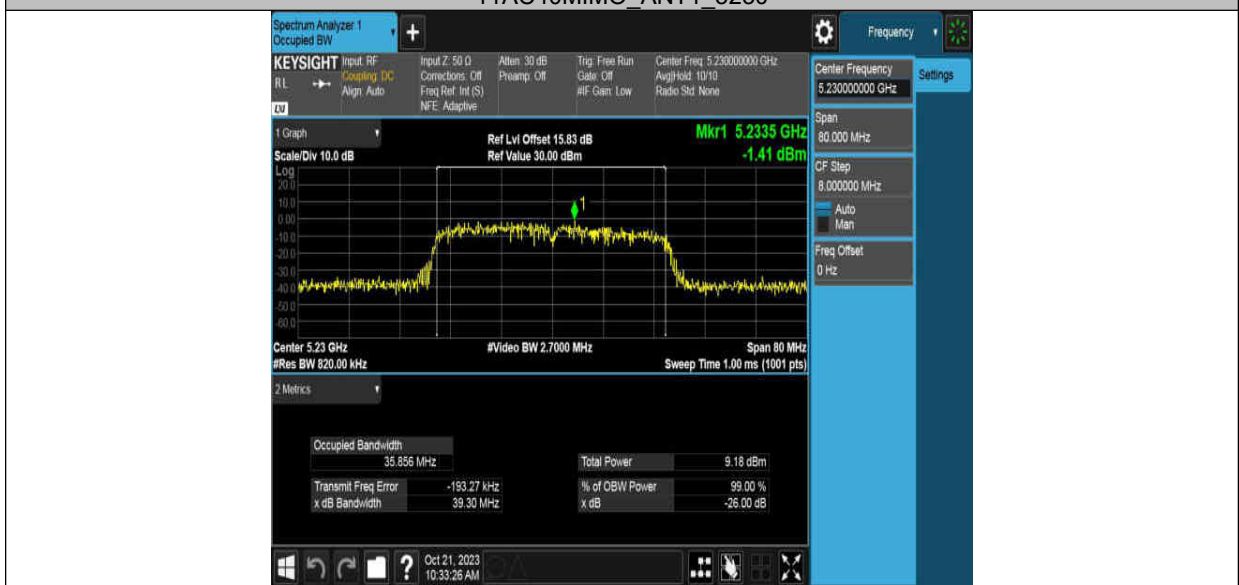 Spectrum Analyzer 1
Occupied BW
+
Frequency
KEYSIGHT
RL
LXI
Input: RF
Coupling: DC
Align: Auto
Input Z: 50 Ω
Corrections: Off
Freq Ref: Int (S)
NFE: Adaptive
Atten: 30 dB
Preamp: Off
Trig: Free Run
Gate: Off
#IF Gain: Low
Center Freq: 5.230000000 GHz
Avg|Hold: 10/10
Radio Std: None
Center Frequency
5.230000000 GHz
Settings
Span
80.000 MHz
CF Step
8.000000 MHz
Auto
Man
Freq Offset
0 Hz
1 Graph
Scale/Div 10.0 dB
Ref Lvl Offset 15.83 dB
Ref Value 30.00 dBm
Mkr1 5.2335 GHz
-1.41 dBm
Log
20.0
10.0
0.00
-10.0
-20.0
-30.0
-40.0
-50.0
-60.0
1
Center 5.23 GHz
#Res BW 820.00 kHz
#Video BW 2.7000 MHz
Span 80 MHz
Sweep Time 1.00 ms (1001 pts)
2 Metrics
Occupied Bandwidth
35.856 MHz
Total Power 9.18 dBm
Transmit Freq Error -193.27 kHz
% of OBW Power 99.00 %
x dB Bandwidth 39.30 MHz
x dB -26.00 dB
?
Oct 21, 2023
10:33:26 AM